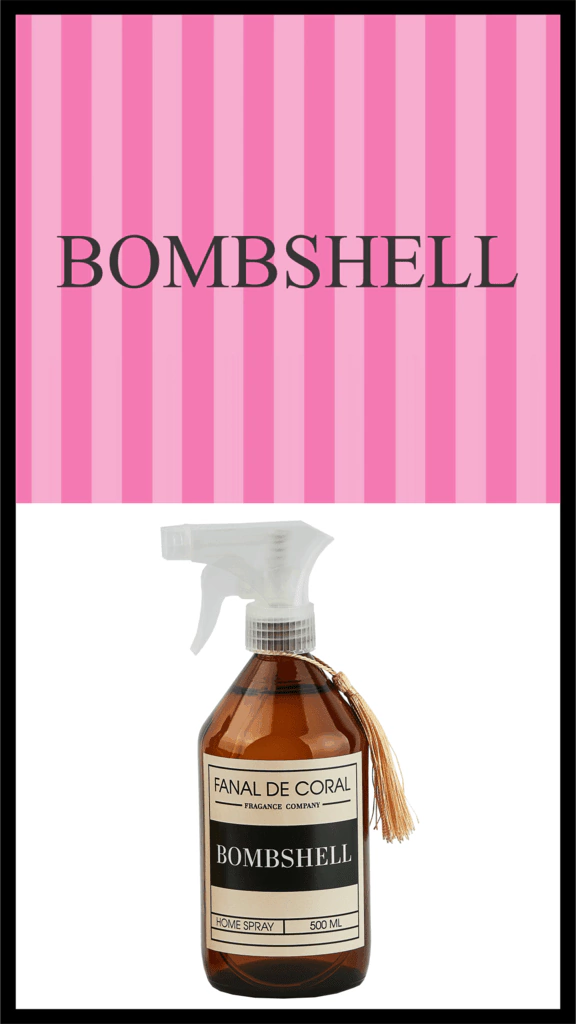 BOMBSHELL
FANAL DE CORAL
FRAGANCE COMPANY
BOMBSHELL
HOME SPRAY 500 ML